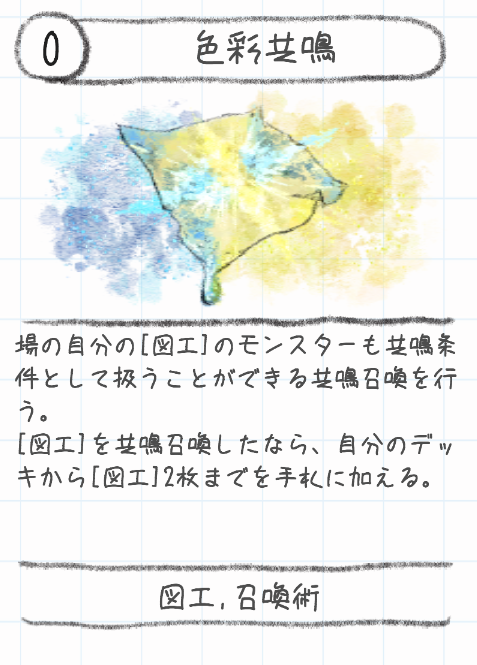 0
色彩共鳴
場の自分の[図工]のモンスターも共鳴条
件として扱うことができる共鳴召喚を行
う。
[図工]を共鳴召喚したなら、自分のデッ
キから[図工]2枚までを手札に加える。
図工,召喚術